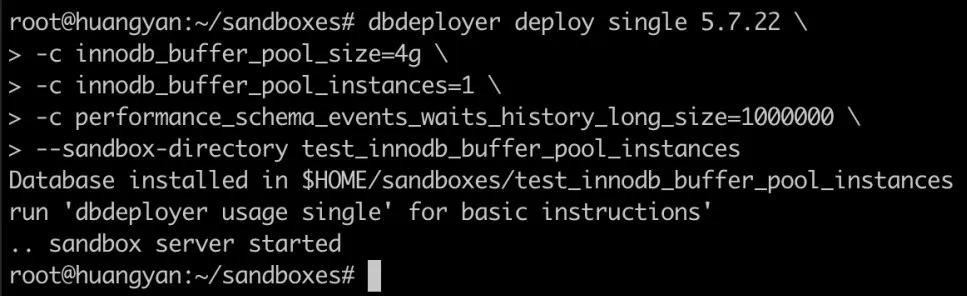 root@huangyan:~/sandboxes# dbdeployer deploy single 5.7.22 \
> -c innodb_buffer_pool_size=4g \
> -c innodb_buffer_pool_instances=1 \
> -c performance_schema_events_waits_history_long_size=1000000 \
> --sandbox-directory test_innodb_buffer_pool_instances
Database installed in $HOME/sandboxes/test_innodb_buffer_pool_instances
run 'dbdeployer usage single' for basic instructions'
.. sandbox server started
root@huangyan:~/sandboxes#